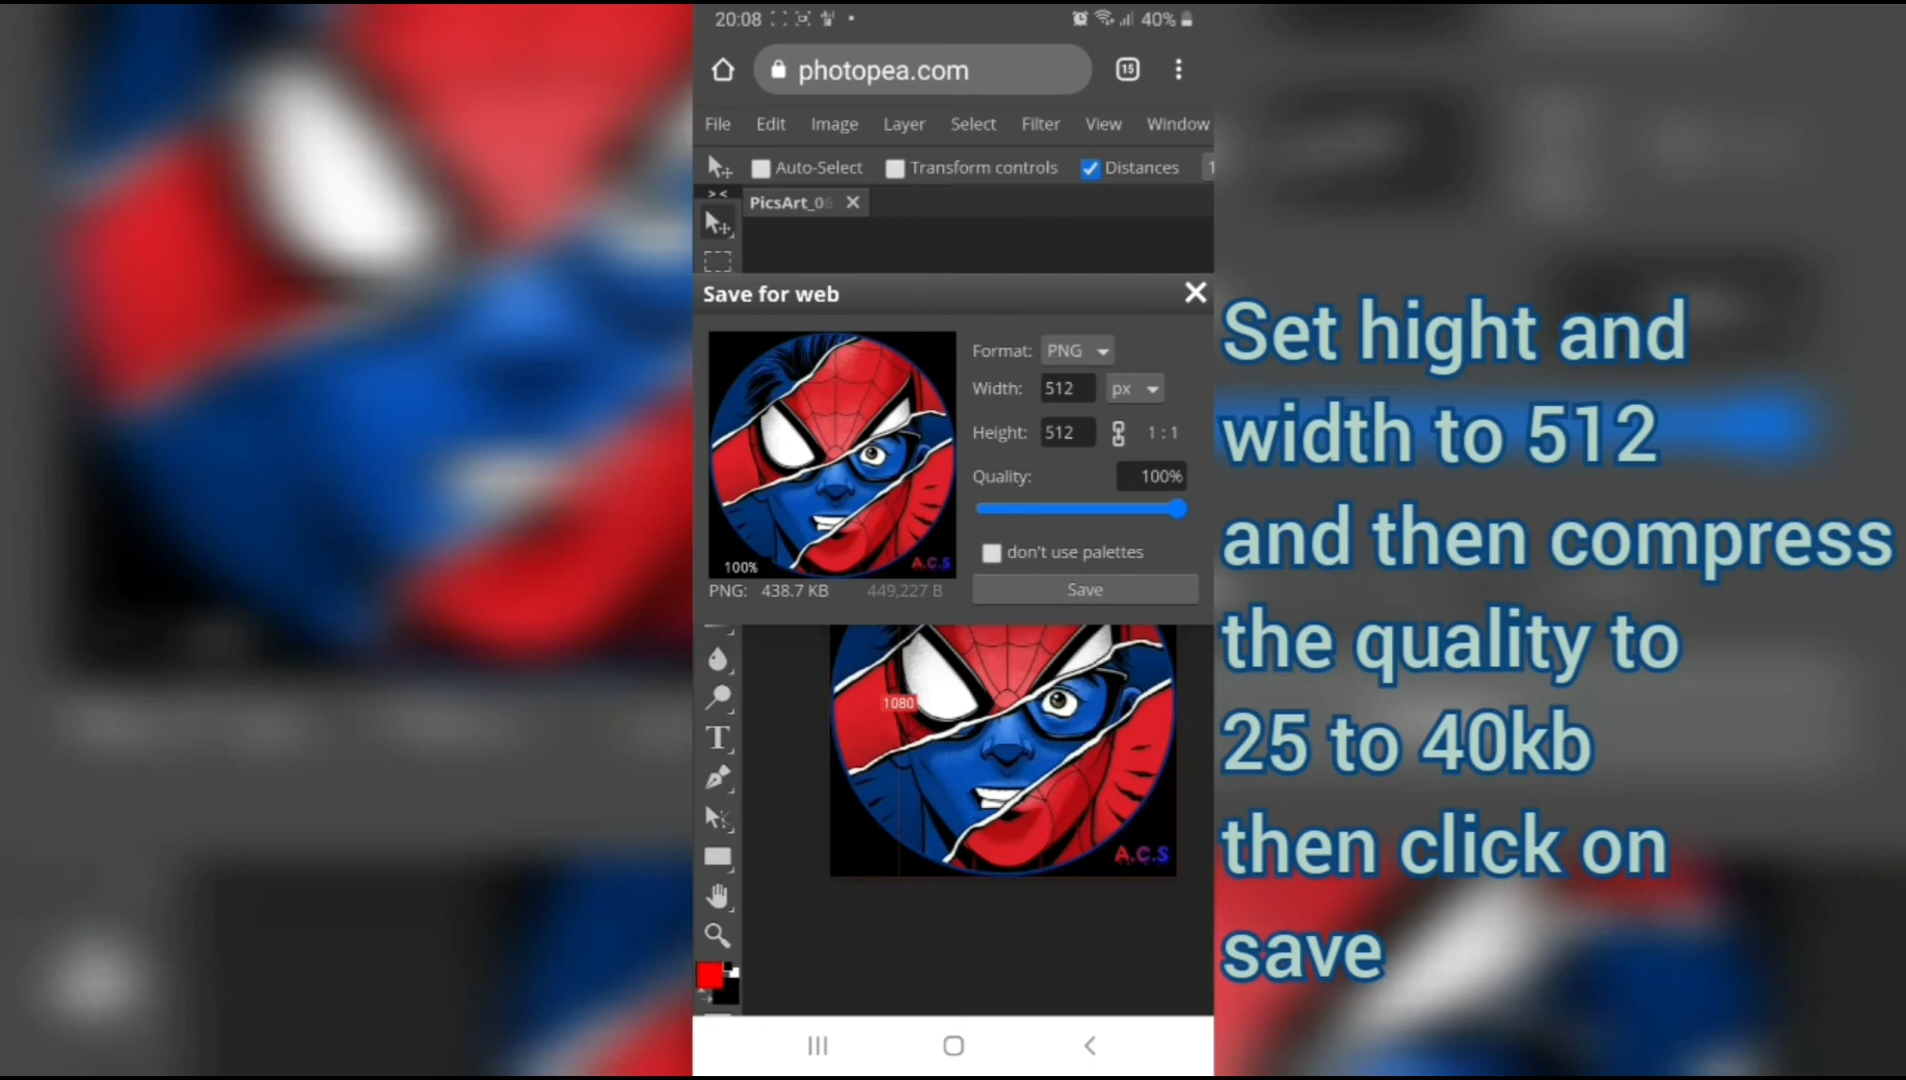 20:08
40%
photopea.com
15
File Edit Image Layer Select Filter View Window
Auto-Select Transform controls Distances 1
PicsArt_06
Save for web
Format: PNG
Width: 512 px
Height: 512 1 : 1
Quality: 100%
don't use palettes
Save
100%
A.C.S
PNG: 438.7 KB 449,227 B
1080
A.C.S
Set hight and
width to 512
and then compress
the quality to
25 to 40kb
then click on
save